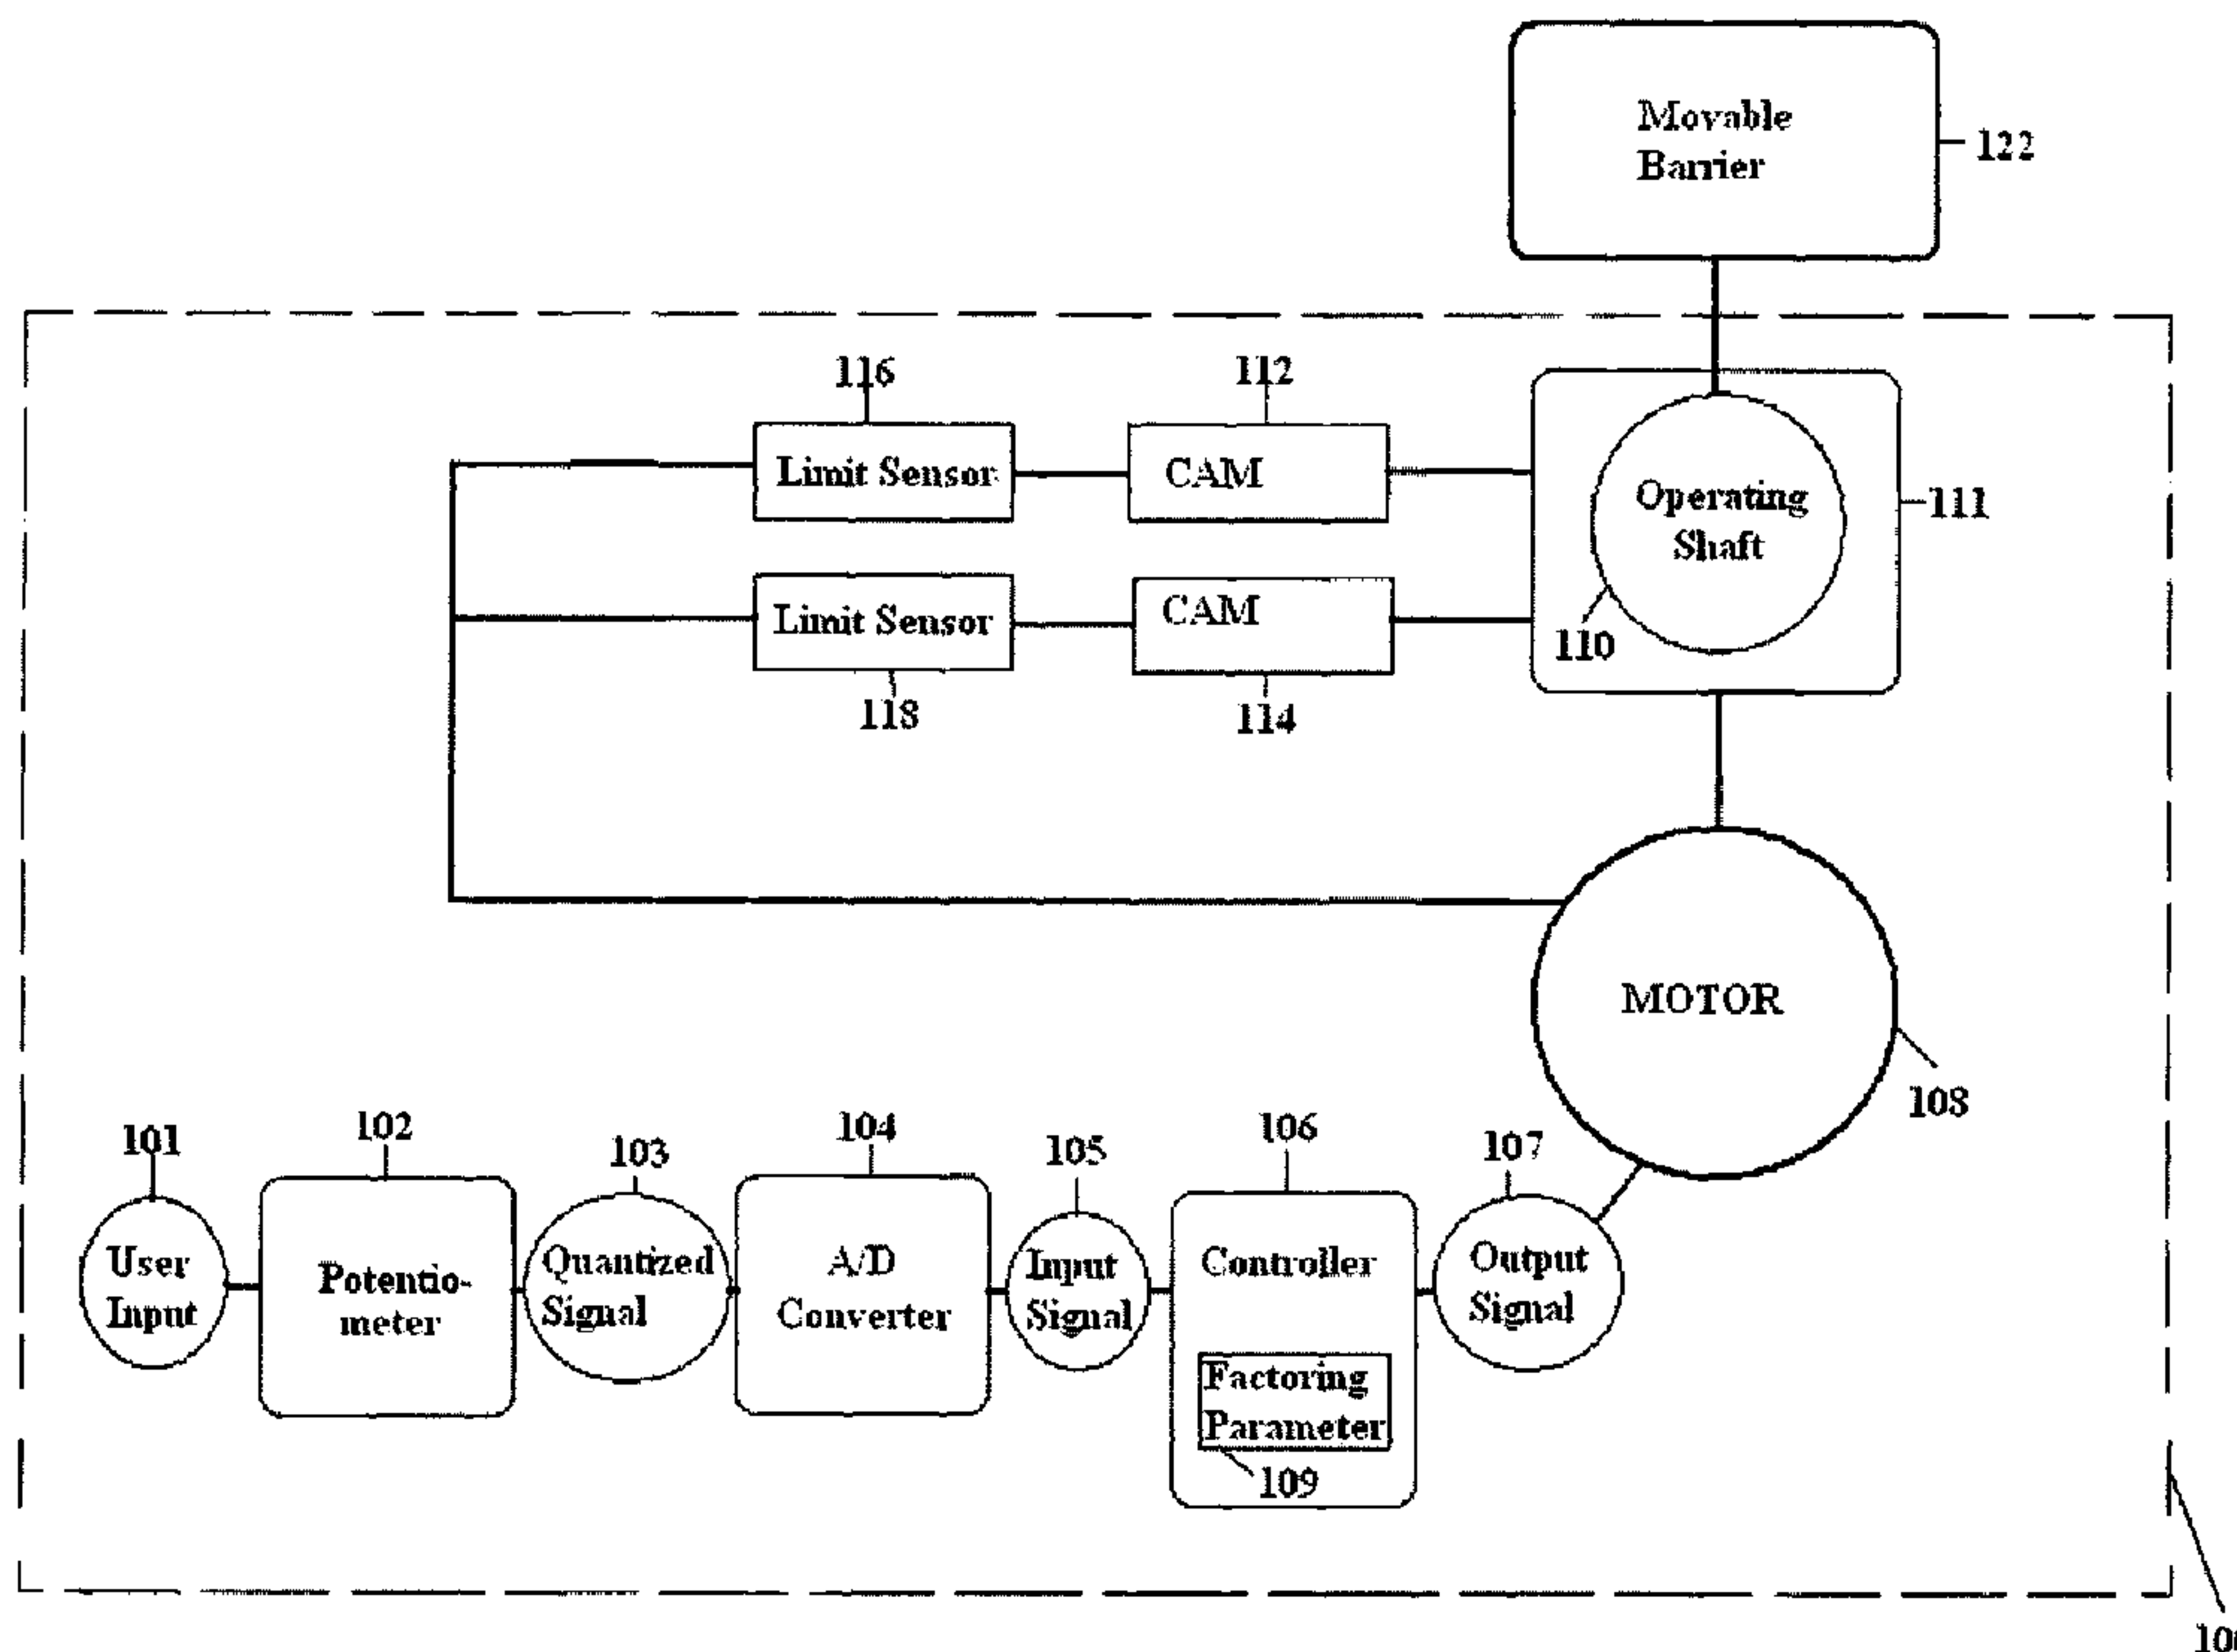 Movable
Barrier
122
116
112
Limit Sensor
CAM
Operating
Shaft
111
110
Limit Sensor
CAM
118
114
MOTOR
108
101
102
103
104
105
106
107
User
Input
Potentio-
meter
Quantized
Signal
A/D
Converter
Input
Signal
Controller
Output
Signal
Factoring
Parameter
109